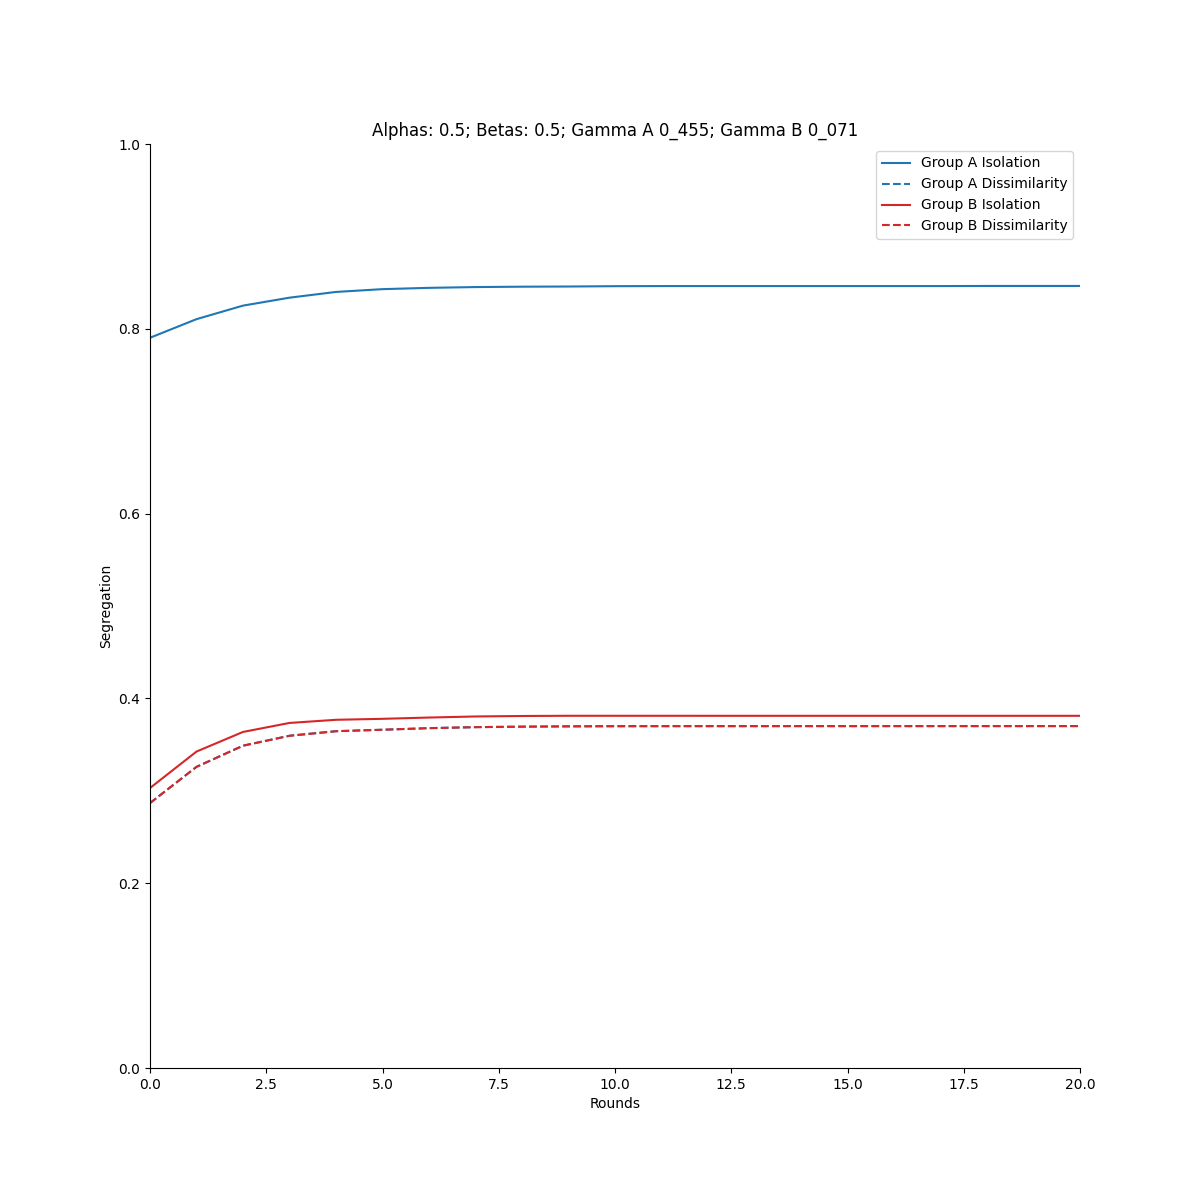 Alphas: 0.5; Betas: 0.5; Gamma A 0_455; Gamma B 0_071
Group A Isolation
Group A Dissimilarity
Group B Isolation
Group B Dissimilarity
1.0
0.8
0.6
0.4
0.2
0.0
Segregation
0.0 2.5 5.0 7.5 10.0 12.5 15.0 17.5 20.0
Rounds